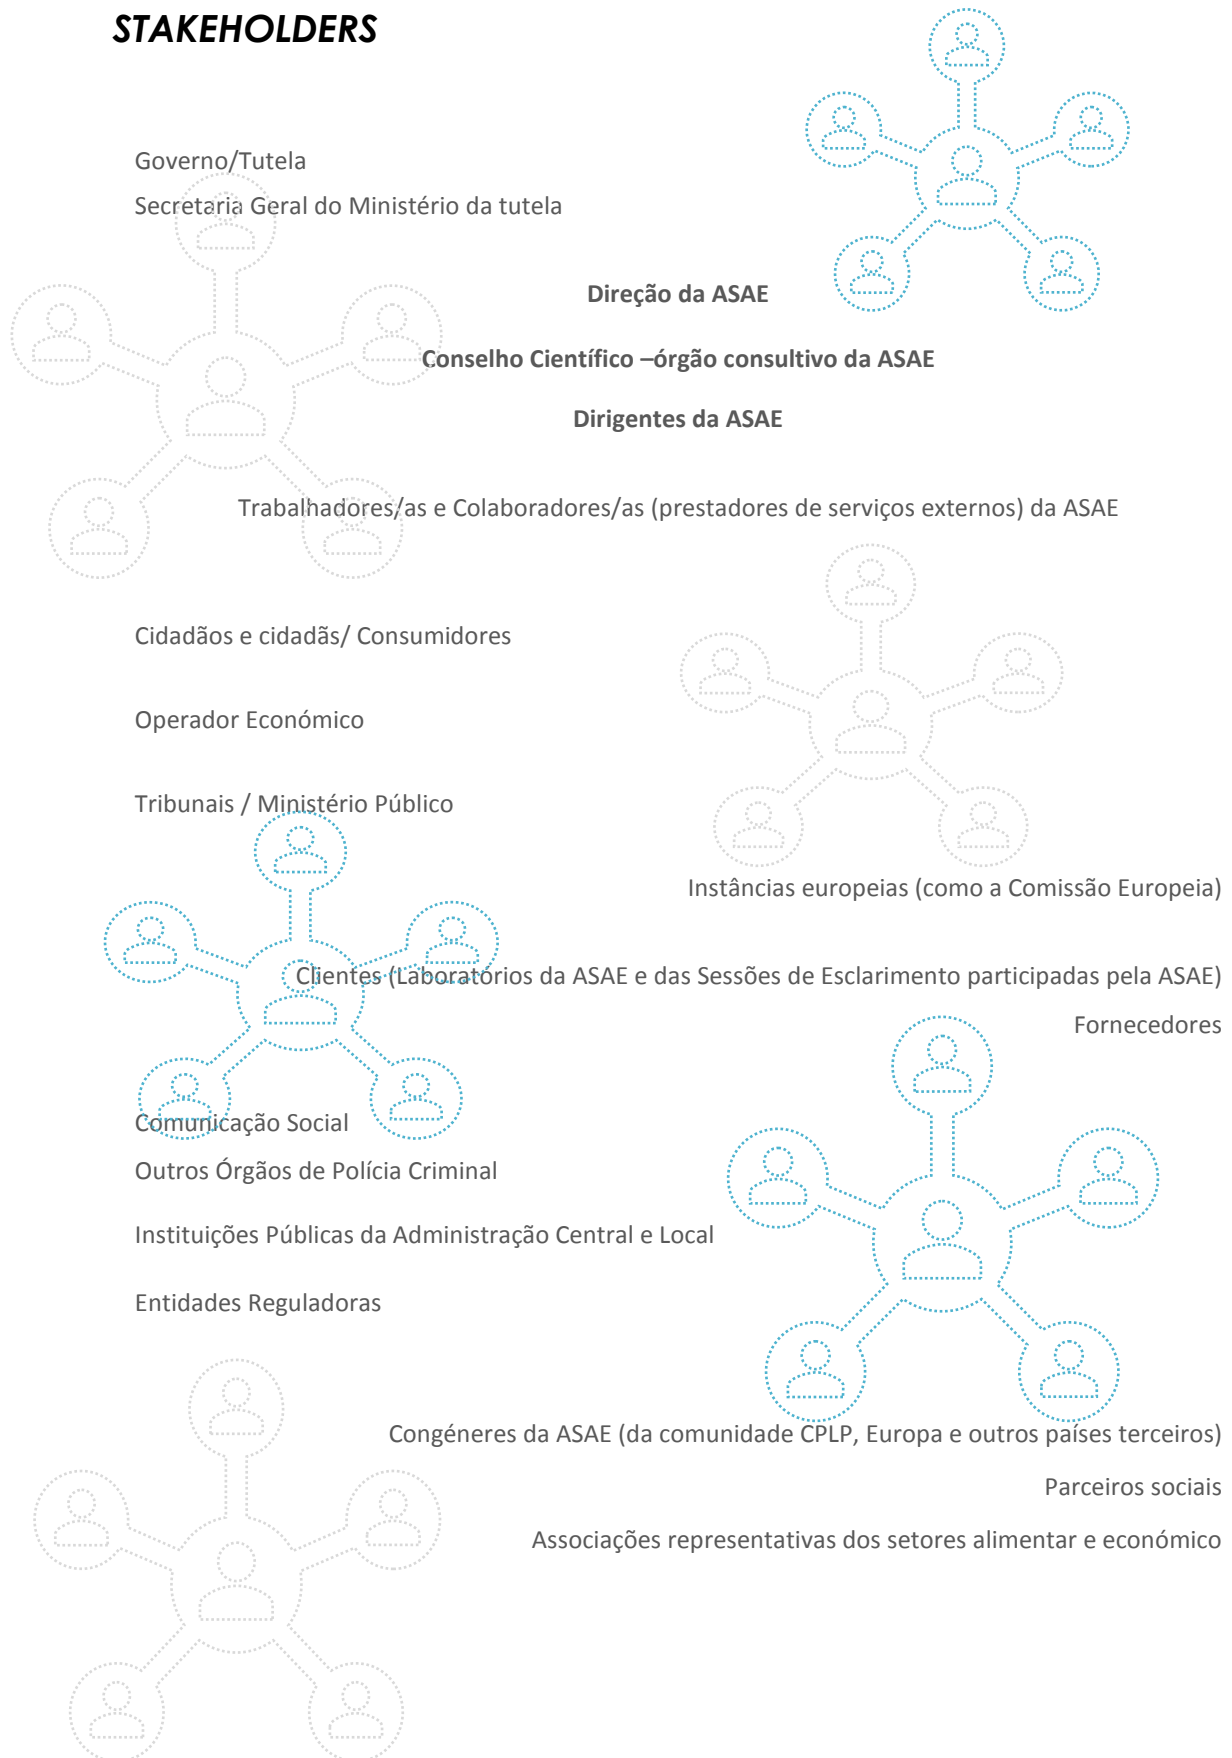 STAKEHOLDERS
Governo/Tutela
Secretaria Geral do Ministério da tutela
Direção da ASAE
Conselho Científico –órgão consultivo da ASAE
Dirigentes da ASAE
Trabalhadores/as e Colaboradores/as (prestadores de serviços externos) da ASAE
Cidadãos e cidadãs/ Consumidores
Operador Económico
Tribunais / Ministério Público
Instâncias europeias (como a Comissão Europeia)
Clientes (Laboratórios da ASAE e das Sessões de Esclarimento participadas pela ASAE)
Fornecedores
Comunicação Social
Outros Órgãos de Polícia Criminal
Instituições Públicas da Administração Central e Local
Entidades Reguladoras
Congéneres da ASAE (da comunidade CPLP, Europa e outros países terceiros)
Parceiros sociais
Associações representativas dos setores alimentar e económico